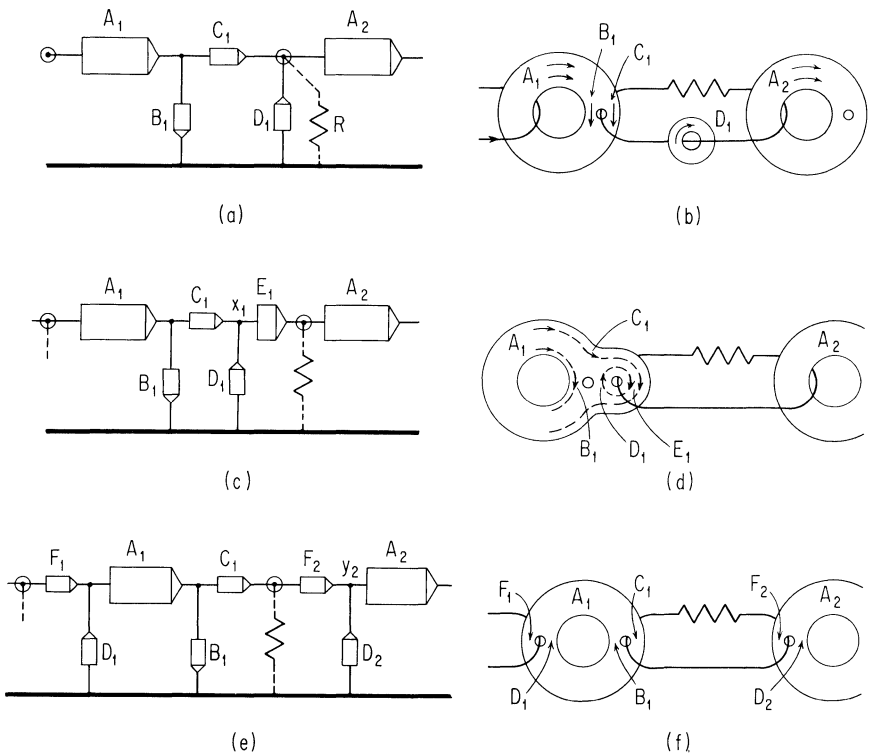 A1 C1 A2
B1 D1 R
(a)
B1
C1
A1 A2
D1
(b)
A1 C1 x1 E1 A2
B1 D1
(c)
C1
A1 A2
B1 D1 E1
(d)
F1 A1 C1 F2 y2 A2
D1 B1 D2
(e)
F1 A1 C1 F2 A2
D1 B1 D2
(f)